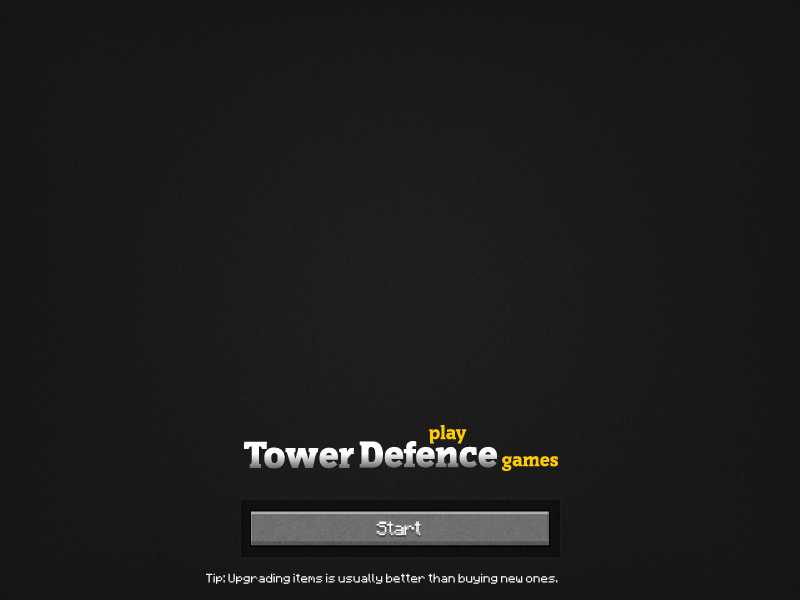 play
Tower Defence games
Start
Tip: Upgrading items is usually better than buying new ones.